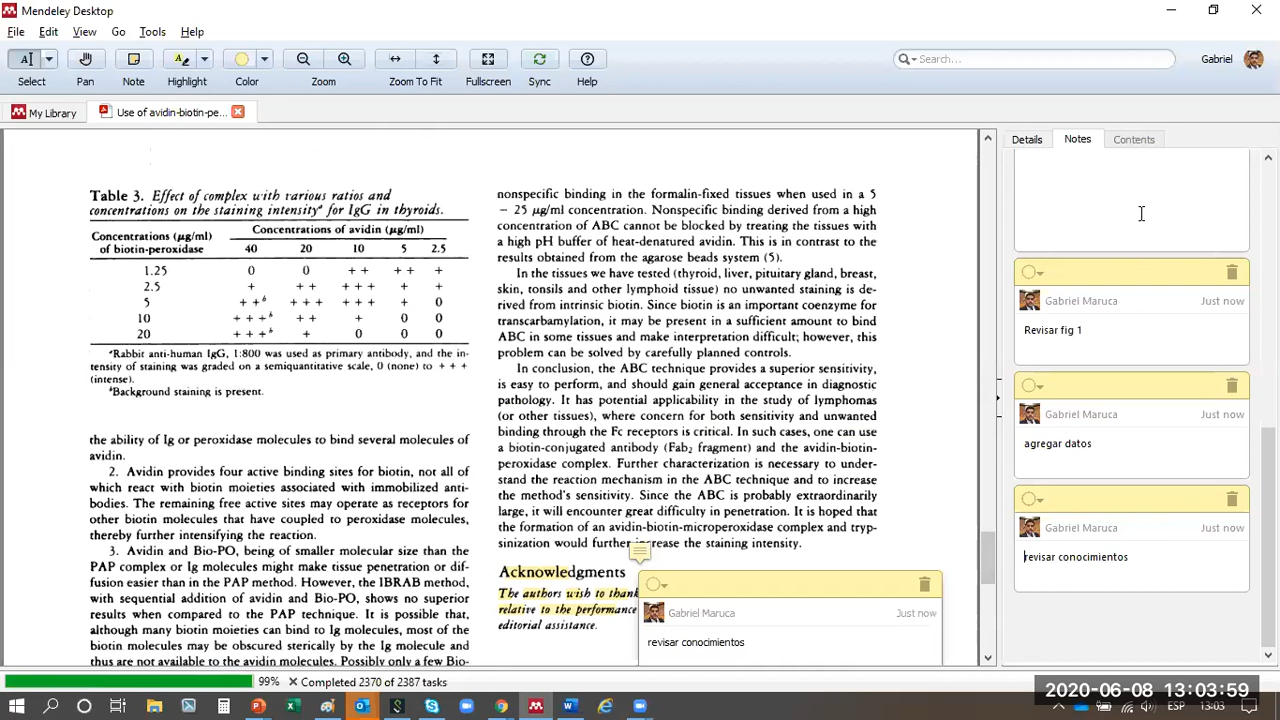 Mendeley Desktop
File Edit View Go Tools Help
Select Pan Note Highlight Color Zoom Zoom To Fit Fullscreen Sync Help
Search...
Gabriel
My Library
Use of avidin-biotin-pe...
Table 3. Effect of complex with various ratios and
concentrations on the staining intensityᵃ for IgG in thyroids.
Concentrations (μg/ml) of biotin-peroxidase
Concentrations of avidin (μg/ml)
40 20 10 5 2.5
1.25 0 0 + + + + +
2.5 + + + + + + + +
5 + +ᵇ + + + + + + + 0
10 + + +ᵇ + + + 0 0
20 + + +ᵇ + 0 0 0
ᵃRabbit anti-human IgG, 1:800 was used as primary antibody, and the in-
tensity of staining was graded on a semiquantitative scale, 0 (none) to + + +
(intense).
ᵇBackground staining is present.
the ability of Ig or peroxidase molecules to bind several molecules of
avidin.
2. Avidin provides four active binding sites for biotin, not all of
which react with biotin moieties associated with immobilized anti-
bodies. The remaining free active sites may operate as receptors for
other biotin molecules that have coupled to peroxidase molecules,
thereby further intensifying the reaction.
3. Avidin and Bio-PO, being of smaller molecular size than the
PAP complex or Ig molecules might make tissue penetration or dif-
fusion easier than in the PAP method. However, the IBRAB method,
with sequential addition of avidin and Bio-PO, shows no superior
results when compared to the PAP technique. It is possible that,
although many biotin moieties can bind to Ig molecules, most of the
biotin molecules may be obscured sterically by the Ig molecule and
thus are not available to the avidin molecules. Possibly only a few Bio-
nonspecific binding in the formalin-fixed tissues when used in a 5
– 25 μg/ml concentration. Nonspecific binding derived from a high
concentration of ABC cannot be blocked by treating the tissues with
a high pH buffer of heat-denatured avidin. This is in contrast to the
results obtained from the agarose beads system (5).
In the tissues we have tested (thyroid, liver, pituitary gland, breast,
skin, tonsils and other lymphoid tissue) no unwanted staining is de-
rived from intrinsic biotin. Since biotin is an important coenzyme for
transcarbamylation, it may be present in a sufficient amount to bind
ABC in some tissues and make interpretation difficult; however, this
problem can be solved by carefully planned controls.
In conclusion, the ABC technique provides a superior sensitivity,
is easy to perform, and should gain general acceptance in diagnostic
pathology. It has potential applicability in the study of lymphomas
(or other tissues), where concern for both sensitivity and unwanted
binding through the Fc receptors is critical. In such cases, one can use
a biotin-conjugated antibody (Fab₂ fragment) and the avidin-biotin-
peroxidase complex. Further characterization is necessary to under-
stand the reaction mechanism in the ABC technique and to increase
the method's sensitivity. Since the ABC is probably extraordinarily
large, it will encounter great difficulty in penetration. It is hoped that
the formation of an avidin-biotin-microperoxidase complex and tryp-
sinization would further increase the staining intensity.
Acknowledgments
The authors wish to thank
relative to the performance
editorial assistance.
Gabriel Maruca Just now
revisar conocimientos
Details Notes Contents
Gabriel Maruca Just now
Revisar fig 1
Gabriel Maruca Just now
agregar datos
Gabriel Maruca Just now
revisar conocimientos
99% Completed 2370 of 2387 tasks
2020-06-08 13:03:59
ESP 13:03